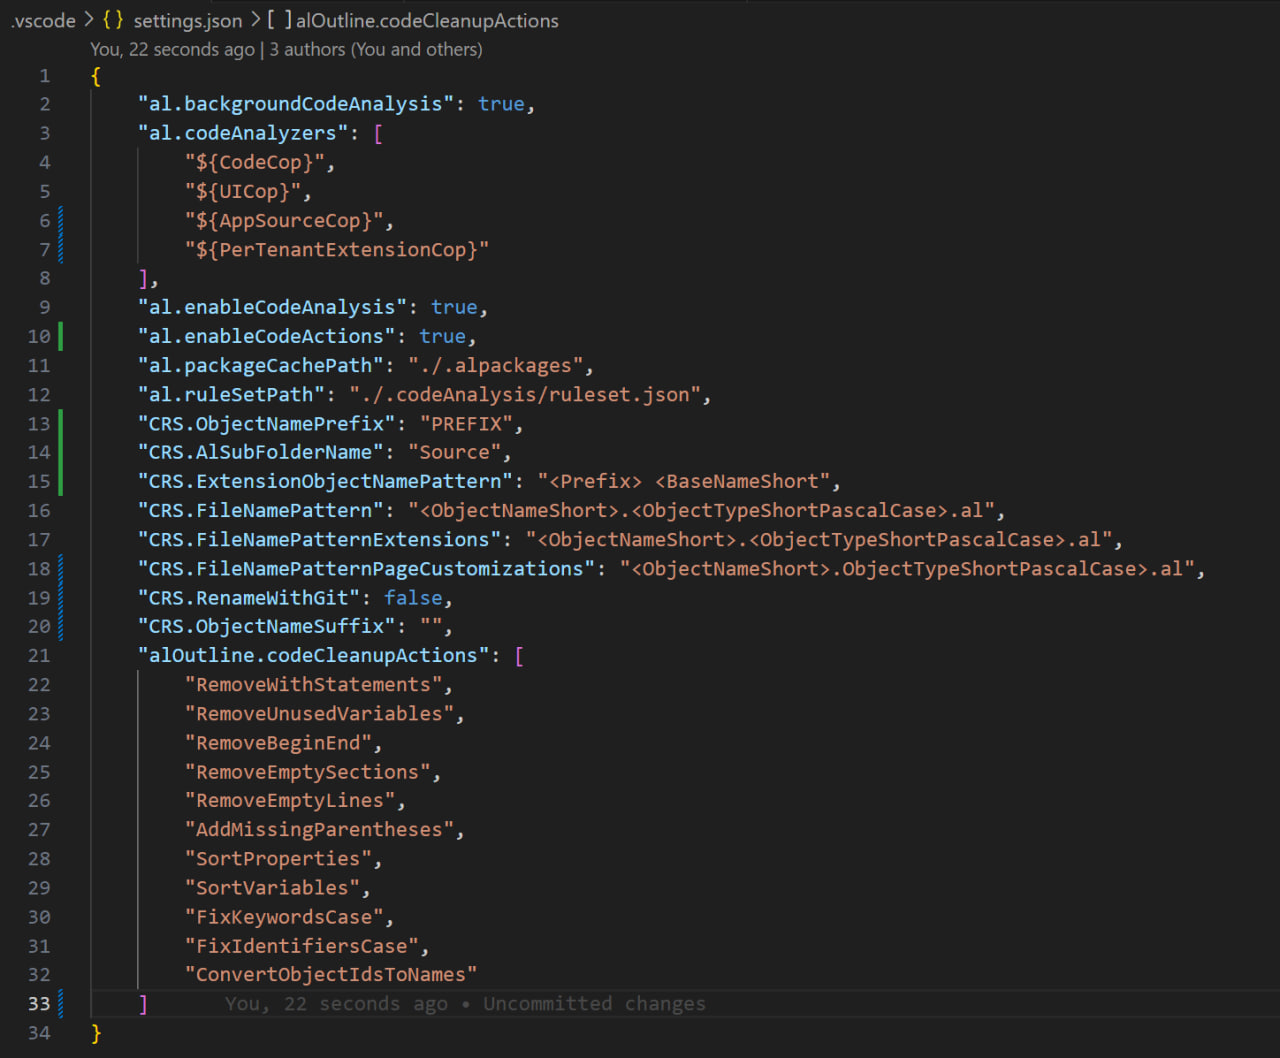 .vscode > {} settings.json > [ ] alOutline.codeCleanupActions
You, 22 seconds ago | 3 authors (You and others)
1 {
2 "al.backgroundCodeAnalysis": true,
3 "al.codeAnalyzers": [
4 "${CodeCop}",
5 "${UICop}",
6 "${AppSourceCop}",
7 "${PerTenantExtensionCop}"
8 ],
9 "al.enableCodeAnalysis": true,
10 "al.enableCodeActions": true,
11 "al.packageCachePath": "./.alpackages",
12 "al.ruleSetPath": "./.codeAnalysis/ruleset.json",
13 "CRS.ObjectNamePrefix": "PREFIX",
14 "CRS.AlSubFolderName": "Source",
15 "CRS.ExtensionObjectNamePattern": "<Prefix> <BaseNameShort",
16 "CRS.FileNamePattern": "<ObjectNameShort>.<ObjectTypeShortPascalCase>.al",
17 "CRS.FileNamePatternExtensions": "<ObjectNameShort>.<ObjectTypeShortPascalCase>.al",
18 "CRS.FileNamePatternPageCustomizations": "<ObjectNameShort>.ObjectTypeShortPascalCase>.al",
19 "CRS.RenameWithGit": false,
20 "CRS.ObjectNameSuffix": "",
21 "alOutline.codeCleanupActions": [
22 "RemoveWithStatements",
23 "RemoveUnusedVariables",
24 "RemoveBeginEnd",
25 "RemoveEmptySections",
26 "RemoveEmptyLines",
27 "AddMissingParentheses",
28 "SortProperties",
29 "SortVariables",
30 "FixKeywordsCase",
31 "FixIdentifiersCase",
32 "ConvertObjectIdsToNames"
33 ] You, 22 seconds ago • Uncommitted changes
34 }